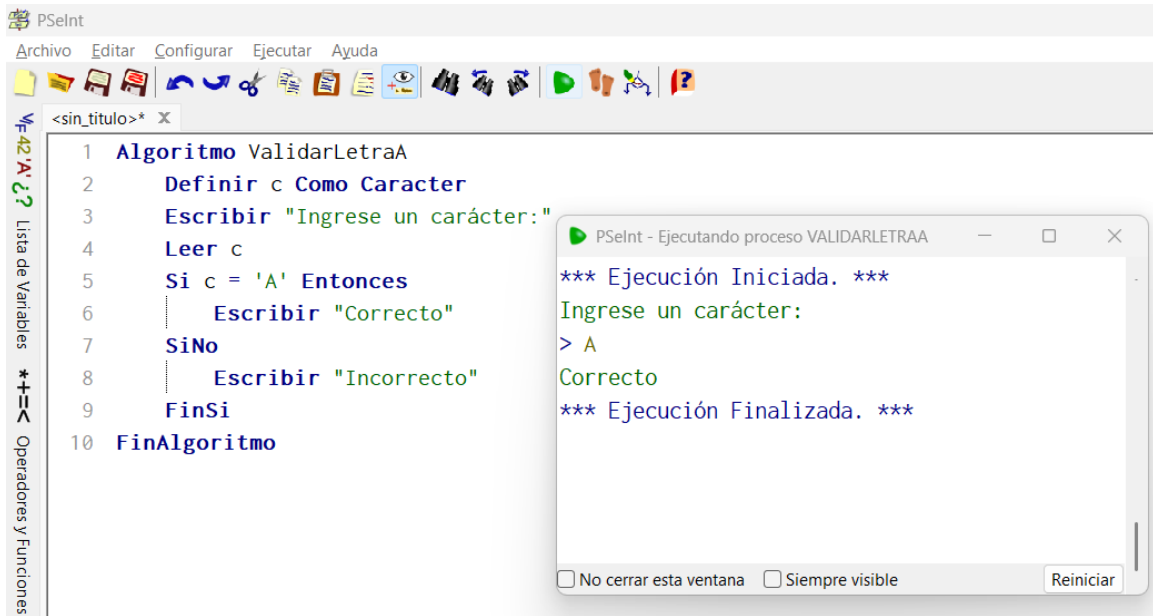 PSeInt
Archivo Editar Configurar Ejecutar Ayuda
<sin_titulo>* X
1 Algoritmo ValidarLetraA
2 Definir c Como Caracter
3 Escribir "Ingrese un carácter:"
4 Leer c
5 Si c = 'A' Entonces
6 Escribir "Correcto"
7 SiNo
8 Escribir "Incorrecto"
9 FinSi
10 FinAlgoritmo
VF 42 'A' ¿? Lista de Variables
*+=< Operadores y Funciones
PSeInt - Ejecutando proceso VALIDARLETRAA
*** Ejecución Iniciada. ***
Ingrese un carácter:
> A
Correcto
*** Ejecución Finalizada. ***
No cerrar esta ventana Siempre visible Reiniciar